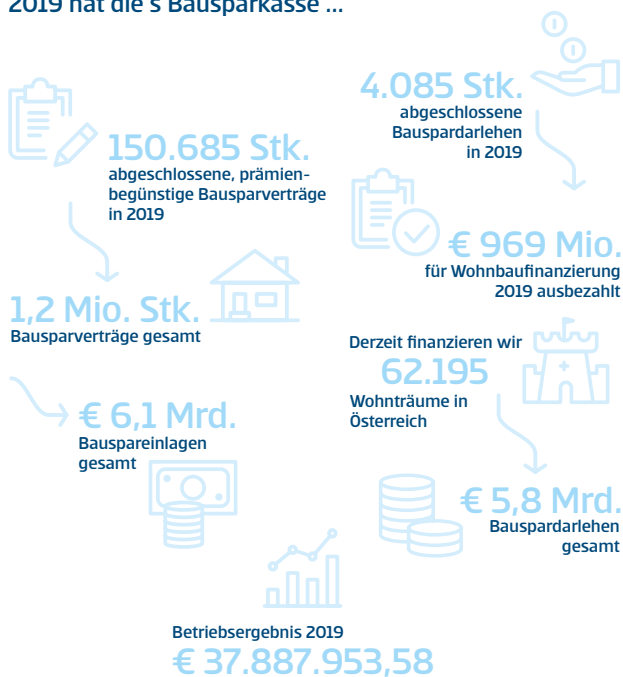 2019 hat die s Bausparkasse ...
150.685 Stk.
abgeschlossene, prämien-
begünstige Bausparverträge
in 2019
1,2 Mio. Stk.
Bausparverträge gesamt
€ 6,1 Mrd.
Bauspareinlagen
gesamt
4.085 Stk.
abgeschlossene
Bauspardarlehen
in 2019
€ 969 Mio.
für Wohnbaufinanzierung
2019 ausbezahlt
Derzeit finanzieren wir
62.195
Wohnträume in
Österreich
€ 5,8 Mrd.
Bauspardarlehen
gesamt
Betriebsergebnis 2019
€ 37.887.953,58